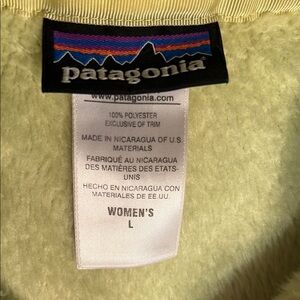 patagonia
www.patagonia.com
100% POLYESTER
EXCLUSIVE OF TRIM
MADE IN NICARAGUA OF U.S.
MATERIALS
FABRIQUÉ AU NICARAGUA
DES MATIÈRES DES ETATS-
UNIS
HECHO EN NICARAGUA CON
MATERIALES DE EE.UU.
WOMEN'S
L